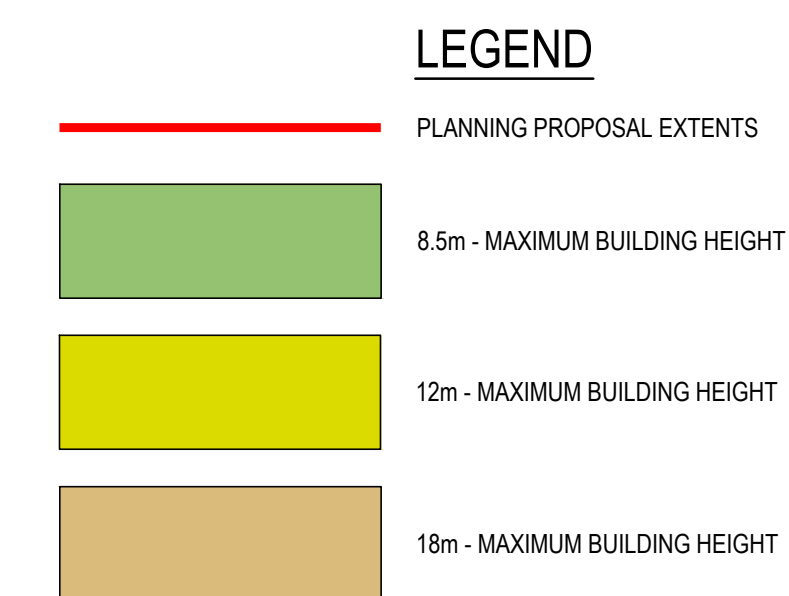 LEGEND
PLANNING PROPOSAL EXTENTS
8.5m - MAXIMUM BUILDING HEIGHT
12m - MAXIMUM BUILDING HEIGHT
18m - MAXIMUM BUILDING HEIGHT